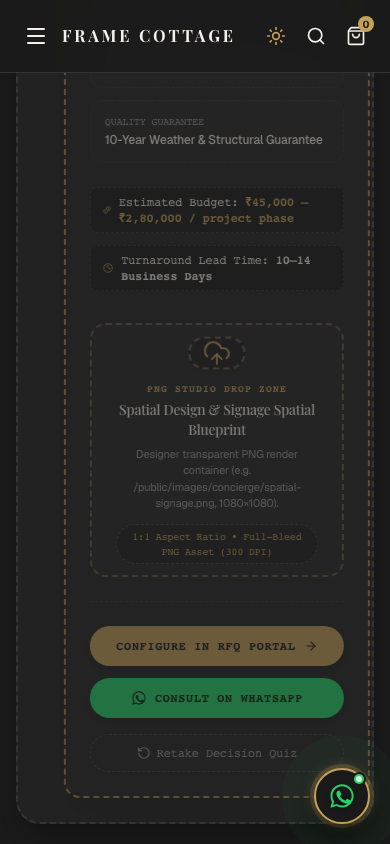 FRAME COTTAGE
0
QUALITY GUARANTEE
10-Year Weather & Structural Guarantee
Estimated Budget: ₹45,000 –
₹2,80,000 / project phase
Turnaround Lead Time: 10–14
Business Days
PNG STUDIO DROP ZONE
Spatial Design & Signage Spatial
Blueprint
Designer transparent PNG render
container (e.g.
/public/images/concierge/spatial-
signage.png, 1080×1080).
1:1 Aspect Ratio • Full-Bleed
PNG Asset (300 DPI)
CONFIGURE IN RFQ PORTAL →
CONSULT ON WHATSAPP
Retake Decision Quiz